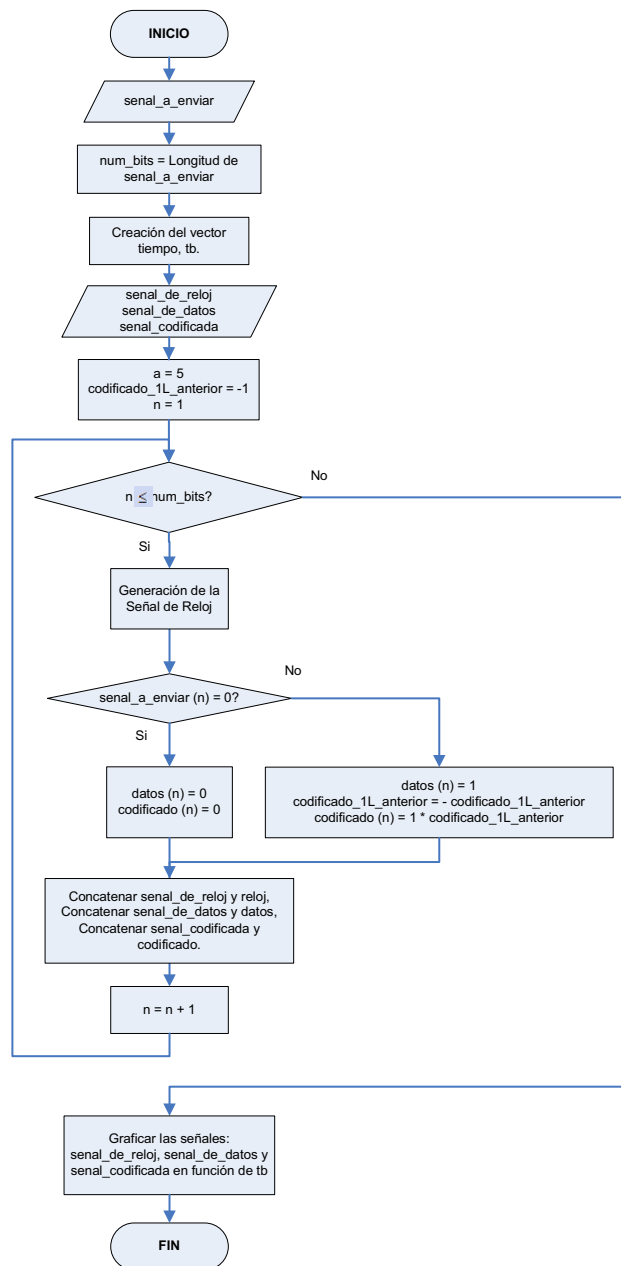 INICIO
senal_a_enviar
num_bits = Longitud de
senal_a_enviar
Creación del vector
tiempo, tb.
senal_de_reloj
senal_de_datos
senal_codificada
a = 5
codificado_1L_anterior = -1
n = 1
n ≤ num_bits?
No
Si
Generación de la
Señal de Reloj
senal_a_enviar (n) = 0?
No
Si
datos (n) = 0
codificado (n) = 0
datos (n) = 1
codificado_1L_anterior = - codificado_1L_anterior
codificado (n) = 1 * codificado_1L_anterior
Concatenar senal_de_reloj y reloj,
Concatenar senal_de_datos y datos,
Concatenar senal_codificada y
codificado.
n = n + 1
Graficar las señales:
senal_de_reloj, senal_de_datos y
senal_codificada en función de tb
FIN